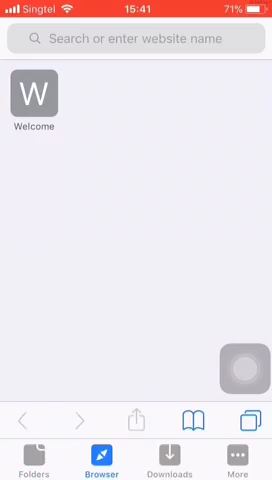 Singtel 15:41 71%
Search or enter website name
W
Welcome
Folders Browser Downloads More